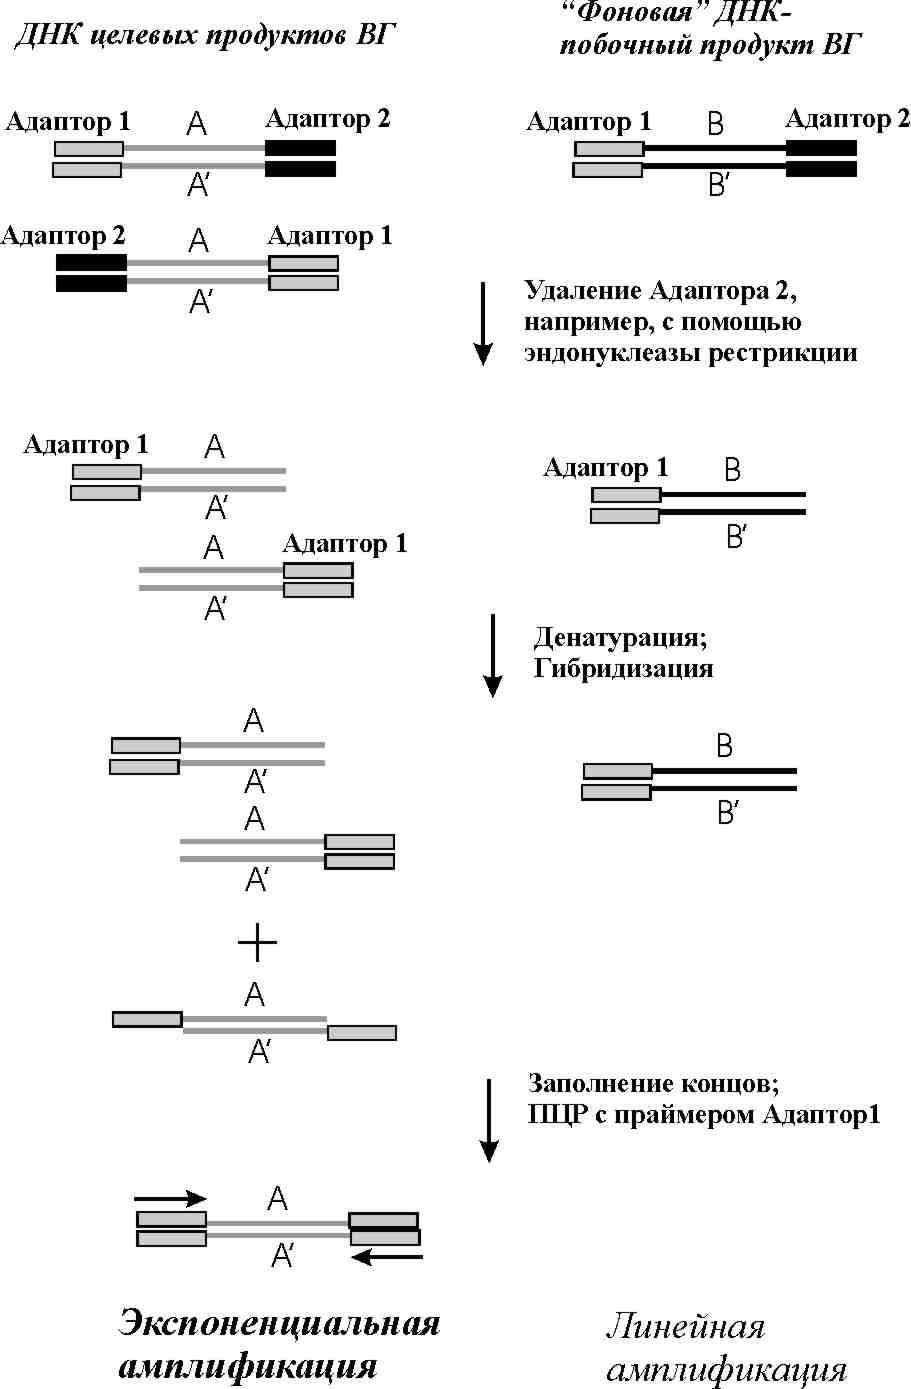 ДНК целевых продуктов ВГ
“Фоновая” ДНК-
побочный продукт ВГ
Адаптор 1
A
Адаптор 2
A′
Адаптор 1
B
Адаптор 2
B′
Адаптор 2
A
Адаптор 1
A′
Удаление Адаптора 2,
например, с помощью
эндонуклеазы рестрикции
Адаптор 1
A
A′
A
Адаптор 1
A′
Адаптор 1
B
B′
Денатурация;
Гибридизация
A
A′
A
A′
B
B′
+
A
A′
Заполнение концов;
ПЦР с праймером Адаптор1
A
A′
Экспоненциальная
амплификация
Линейная
амплификация